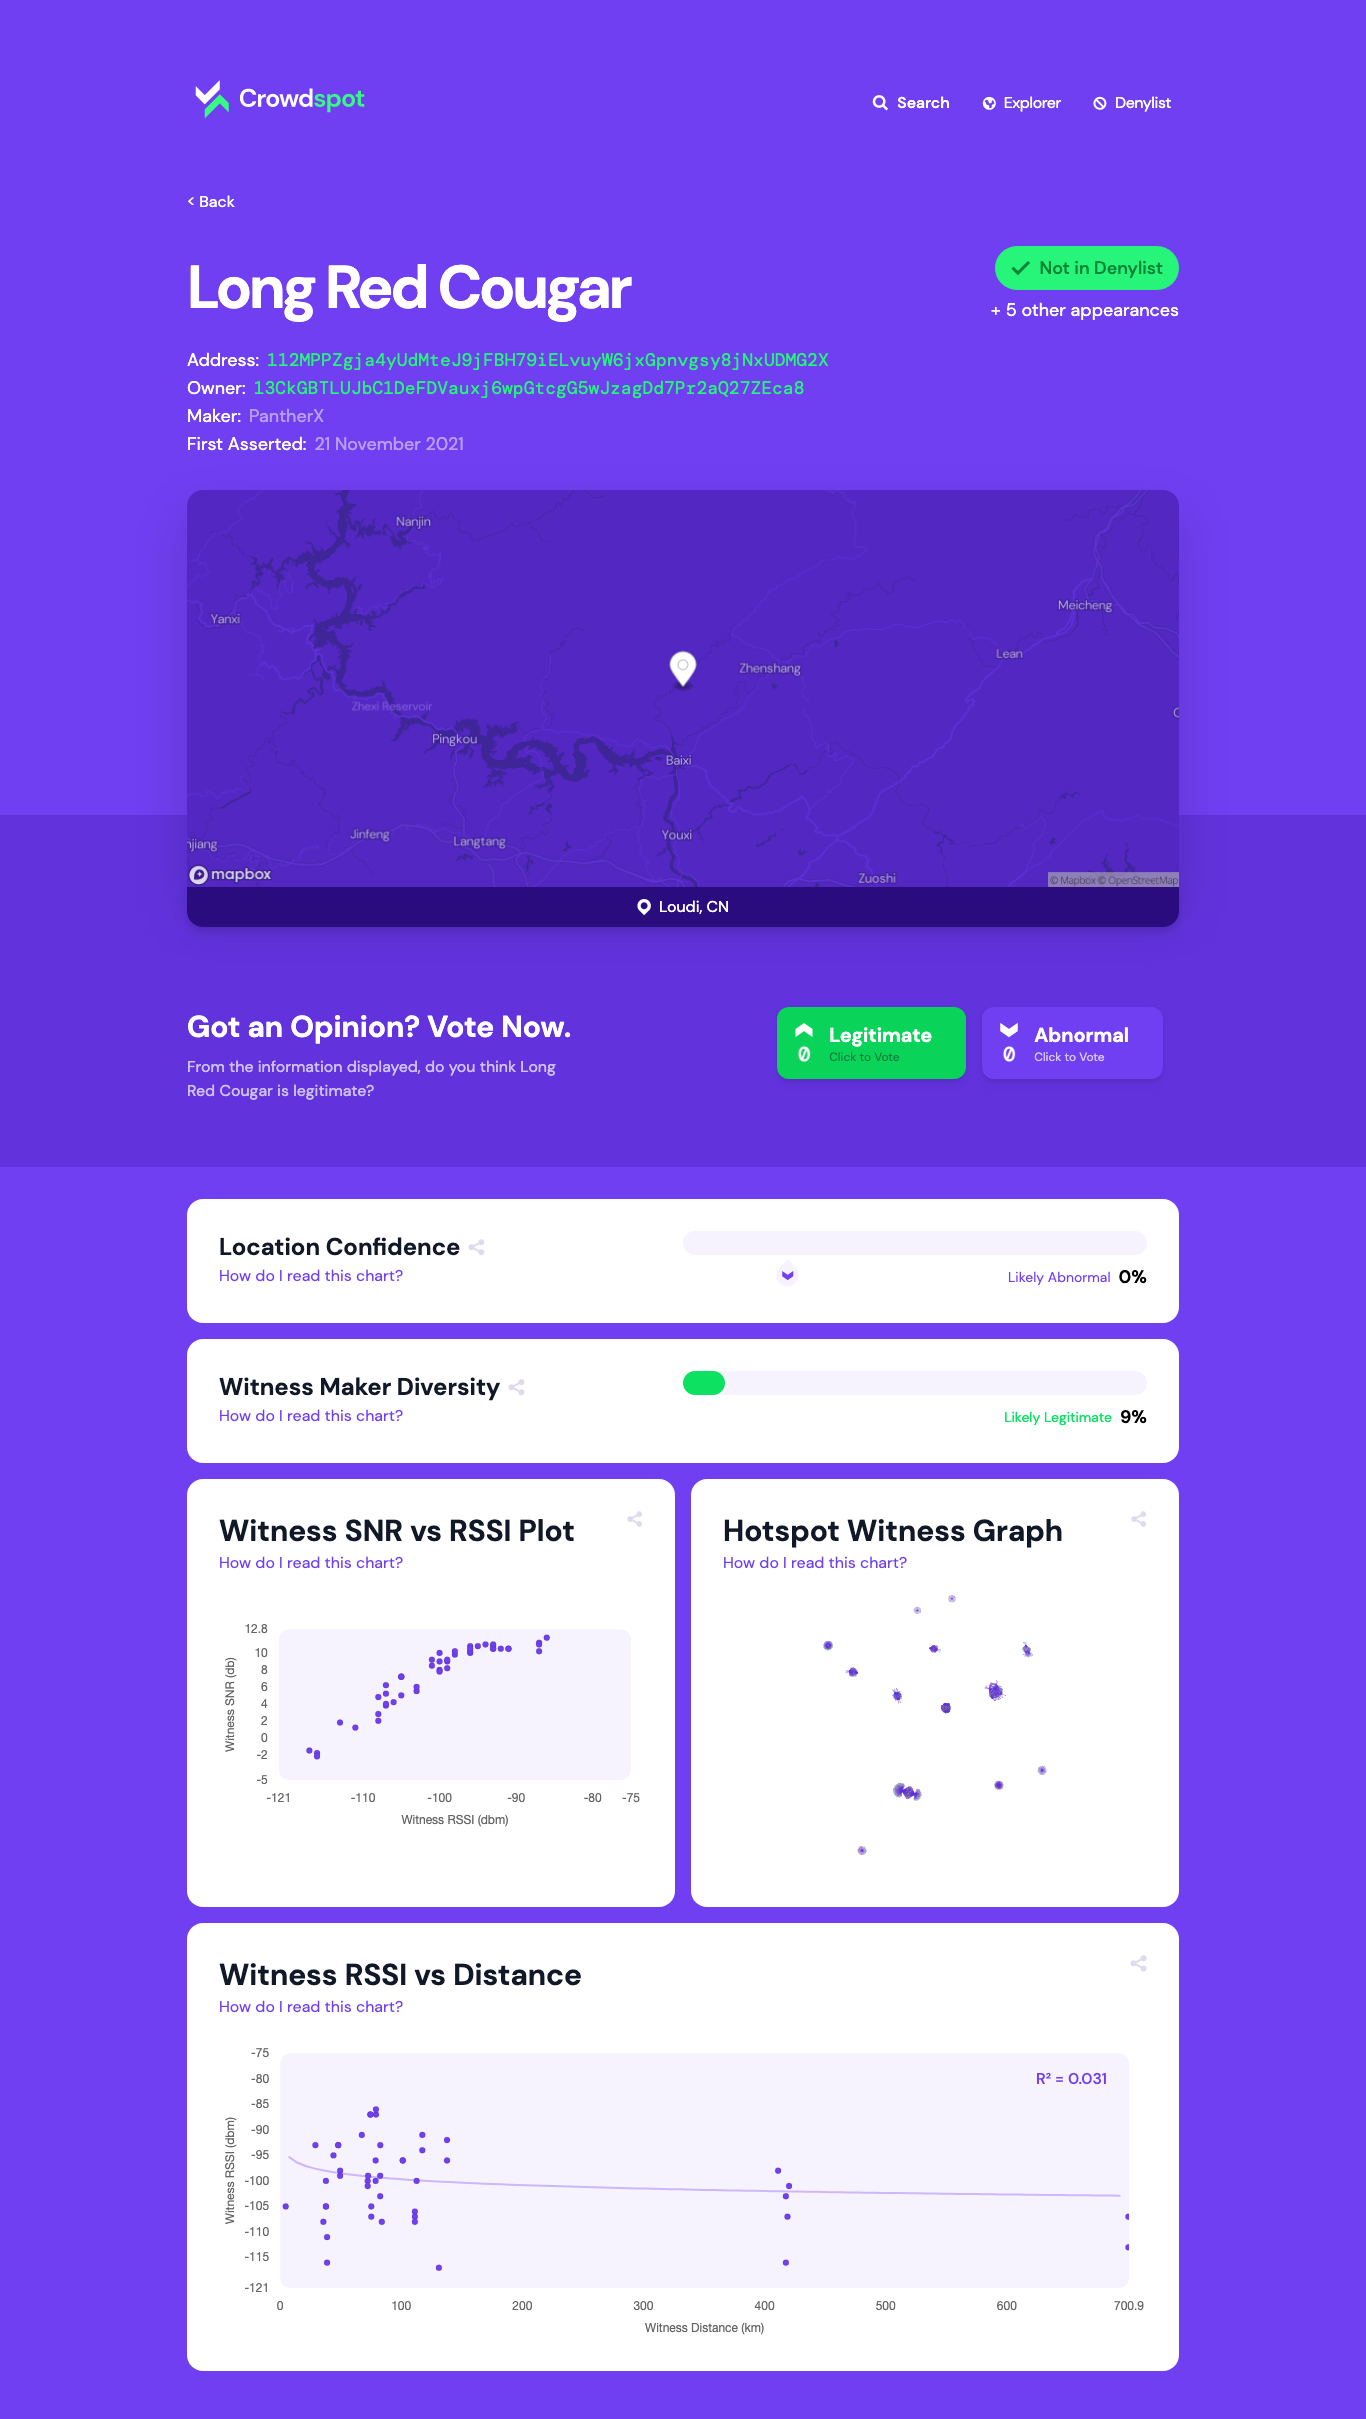 Crowdspot
Search
Explorer
Denylist
< Back
Long Red Cougar
Not in Denylist
+ 5 other appearances
Address: 112MPPZgja4yUdMteJ9jFBH79iELvuyW6jxGpnvgsy8jNxUDMG2X
Owner: 13CkGBTLUJbC1DeFDVauxj6wpGtcgG5wJzagDd7Pr2aQ27ZEca8
Maker: PantherX
First Asserted: 21 November 2021
Nanjin
Yanxi
Meicheng
Lean
Zhenshang
Zhexi Reservoir
Pingkou
Baixi
Jinfeng
Langtang
Youxi
njiang
Zuoshi
mapbox
© Mapbox © OpenStreetMap
Loudi, CN
Got an Opinion? Vote Now.
From the information displayed, do you think Long
Red Cougar is legitimate?
Legitimate
0 Click to Vote
Abnormal
0 Click to Vote
Location Confidence
How do I read this chart?
Likely Abnormal 0%
Witness Maker Diversity
How do I read this chart?
Likely Legitimate 9%
Witness SNR vs RSSI Plot
How do I read this chart?
12.8
10
8
6
4
2
0
-2
-5
Witness SNR (db)
-121 -110 -100 -90 -80 -75
Witness RSSI (dbm)
Hotspot Witness Graph
How do I read this chart?
Witness RSSI vs Distance
How do I read this chart?
R² = 0.031
-75
-80
-85
-90
-95
-100
-105
-110
-115
-121
Witness RSSI (dbm)
0 100 200 300 400 500 600 700.9
Witness Distance (km)